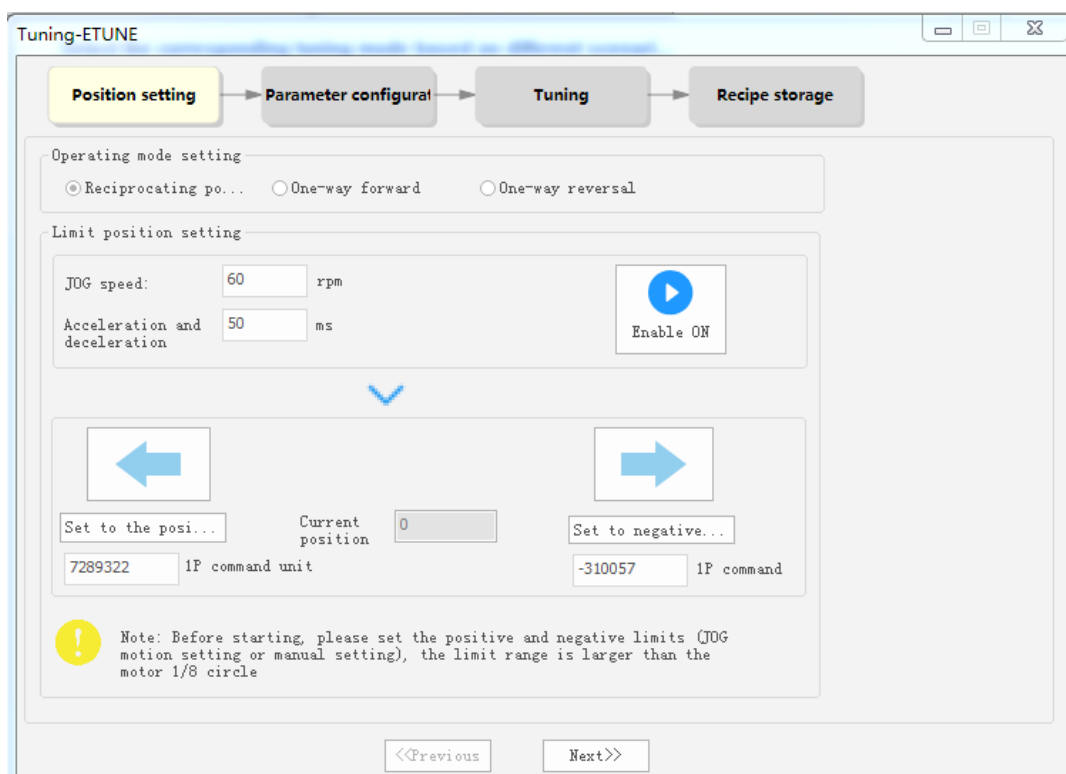 Tuning-ETUNE
Position setting
Parameter configurat
Tuning
Recipe storage
Operating mode setting
Reciprocating po...
One-way forward
One-way reversal
Limit position setting
JOG speed:
60
rpm
Enable ON
Acceleration and
deceleration
50
ms
Set to the posi...
Current
position
0
Set to negative...
7289322
1P command unit
-310057
1P command
Note: Before starting, please set the positive and negative limits (JOG
motion setting or manual setting), the limit range is larger than the
motor 1/8 circle
<<Previous
Next>>